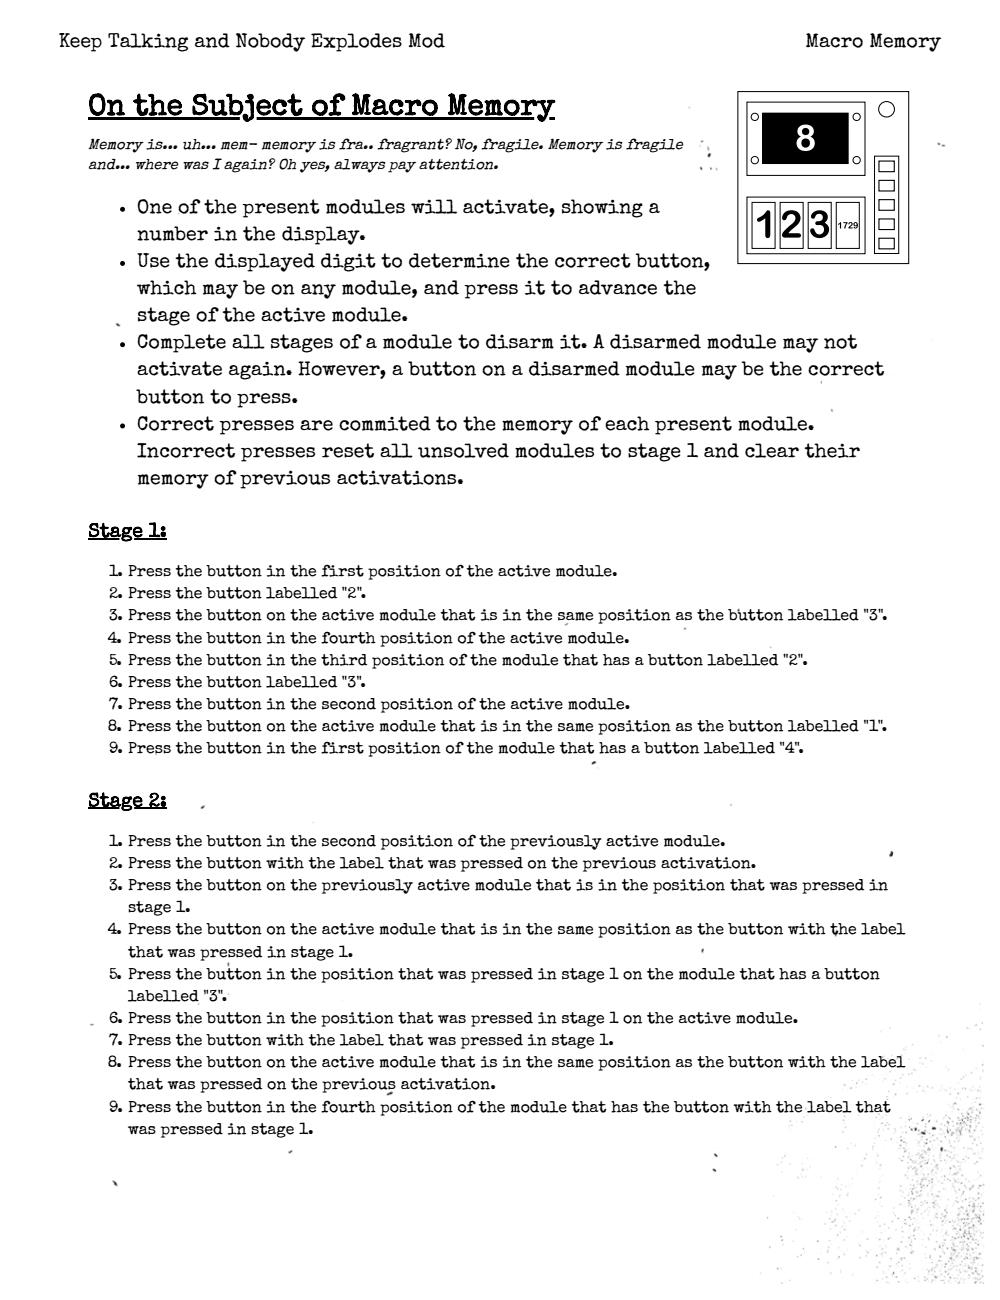 Keep Talking and Nobody Explodes Mod
Macro Memory
On the Subject of Macro Memory
Memory is... uh... mem- memory is fra.. fragrant? No, fragile. Memory is fragile
and... where was I again? Oh yes, always pay attention.
8
1 2 3 1729
• One of the present modules will activate, showing a
number in the display.
• Use the displayed digit to determine the correct button,
which may be on any module, and press it to advance the
stage of the active module.
• Complete all stages of a module to disarm it. A disarmed module may not
activate again. However, a button on a disarmed module may be the correct
button to press.
• Correct presses are commited to the memory of each present module.
Incorrect presses reset all unsolved modules to stage 1 and clear their
memory of previous activations.
Stage 1:
1. Press the button in the first position of the active module.
2. Press the button labelled "2".
3. Press the button on the active module that is in the same position as the button labelled "3".
4. Press the button in the fourth position of the active module.
5. Press the button in the third position of the module that has a button labelled "2".
6. Press the button labelled "3".
7. Press the button in the second position of the active module.
8. Press the button on the active module that is in the same position as the button labelled "1".
9. Press the button in the first position of the module that has a button labelled "4".
Stage 2:
1. Press the button in the second position of the previously active module.
2. Press the button with the label that was pressed on the previous activation.
3. Press the button on the previously active module that is in the position that was pressed in
stage 1.
4. Press the button on the active module that is in the same position as the button with the label
that was pressed in stage 1.
5. Press the button in the position that was pressed in stage 1 on the module that has a button
labelled "3".
6. Press the button in the position that was pressed in stage 1 on the active module.
7. Press the button with the label that was pressed in stage 1.
8. Press the button on the active module that is in the same position as the button with the label
that was pressed on the previous activation.
9. Press the button in the fourth position of the module that has the button with the label that
was pressed in stage 1.